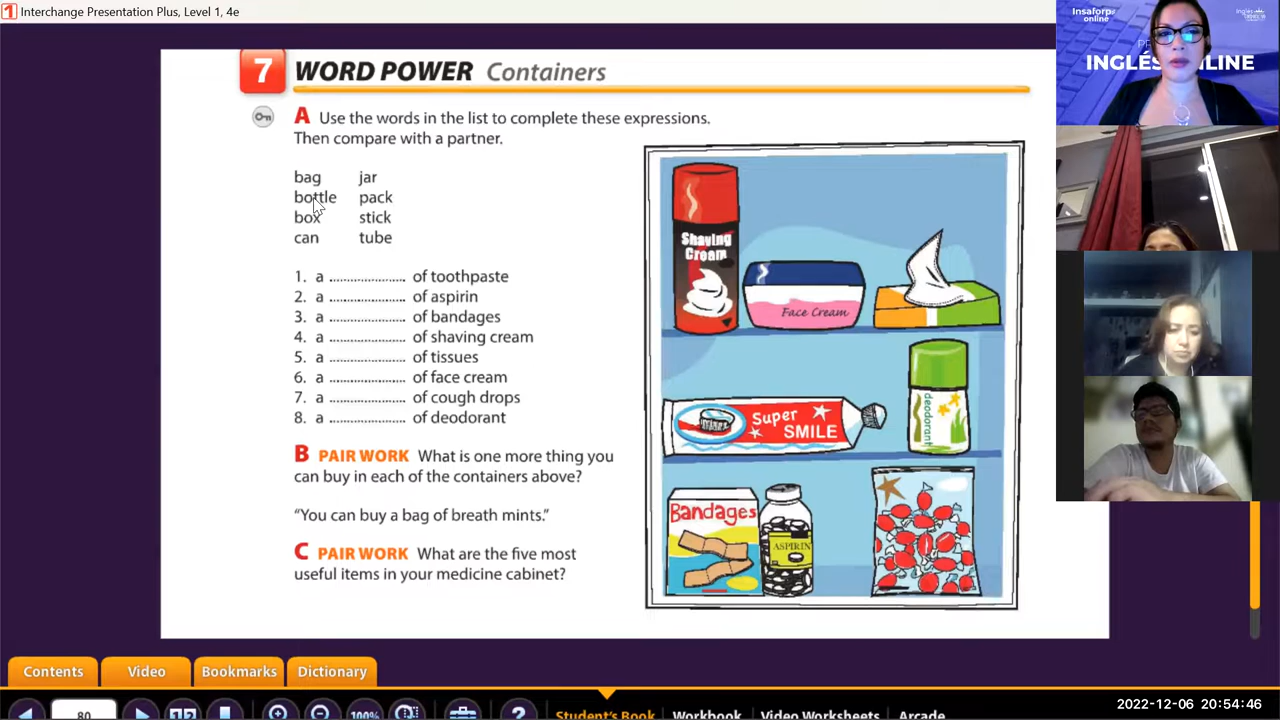 Interchange Presentation Plus, Level 1, 4e
7 WORD POWER Containers
A Use the words in the list to complete these expressions.
Then compare with a partner.
bag jar
bottle pack
box stick
can tube
1. a .................... of toothpaste
2. a .................... of aspirin
3. a .................... of bandages
4. a .................... of shaving cream
5. a .................... of tissues
6. a .................... of face cream
7. a .................... of cough drops
8. a .................... of deodorant
B PAIR WORK What is one more thing you
can buy in each of the containers above?
"You can buy a bag of breath mints."
C PAIR WORK What are the five most
useful items in your medicine cabinet?
Shaving
Cream
Face Cream
Super
SMILE
deodorant
Bandages
ASPIRIN
Insaforp
online
INGLÉS ONLINE
Contents Video Bookmarks Dictionary
80
100%
?
Student's Book Workbook Video Worksheets Arcade
2022-12-06 20:54:46